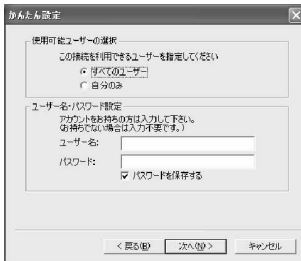 かんたん設定
使用可能ユーザーの選択
この接続を利用できるユーザーを指定してください
すべてのユーザー
自分のみ
ユーザー名・パスワード設定
アカウントをお持ちの方は入力して下さい。
(お持ちでない場合は入力不要です。)
ユーザー名:
パスワード:
パスワードを保存する
< 戻る(B)
次へ(N) >
キャンセル